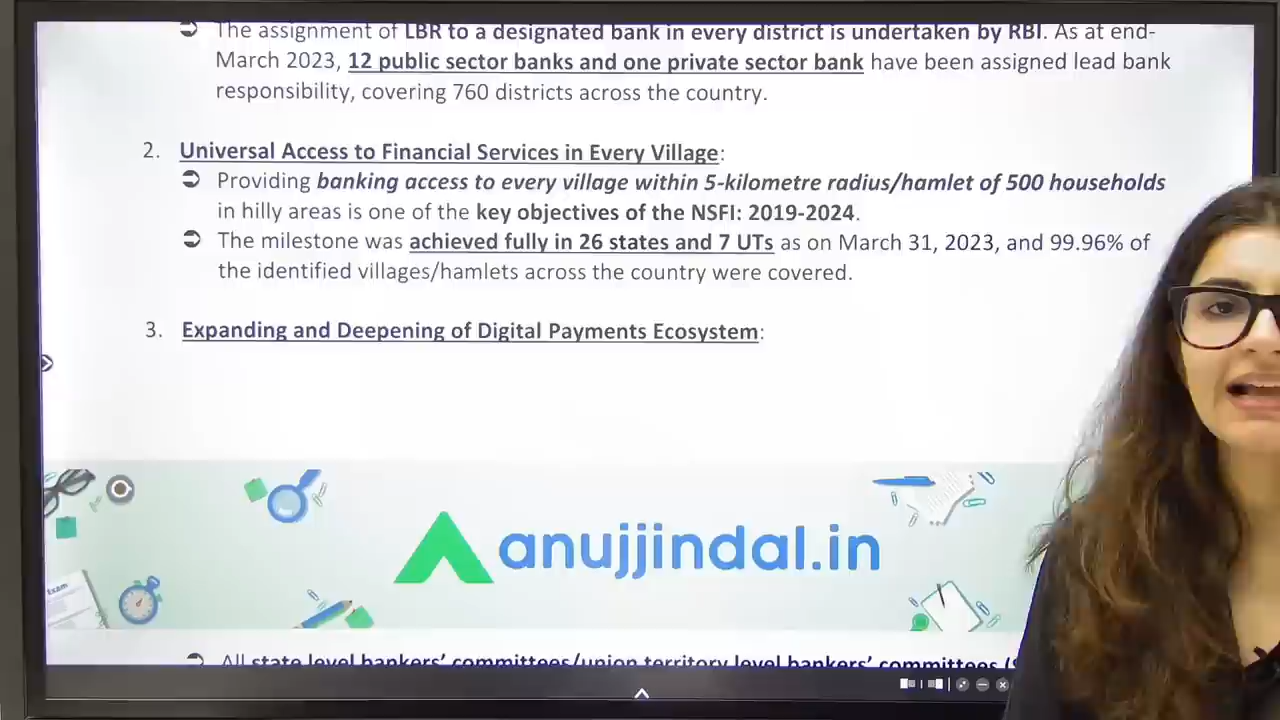 ➲ The assignment of LBR to a designated bank in every district is undertaken by RBI. As at end-
March 2023, 12 public sector banks and one private sector bank have been assigned lead bank
responsibility, covering 760 districts across the country.
2. Universal Access to Financial Services in Every Village:
➲ Providing banking access to every village within 5-kilometre radius/hamlet of 500 households
in hilly areas is one of the key objectives of the NSFI: 2019-2024.
➲ The milestone was achieved fully in 26 states and 7 UTs as on March 31, 2023, and 99.96% of
the identified villages/hamlets across the country were covered.
3. Expanding and Deepening of Digital Payments Ecosystem:
Exam
anujjindal.in
➲ All state level bankers' committees/union territory level bankers' committees